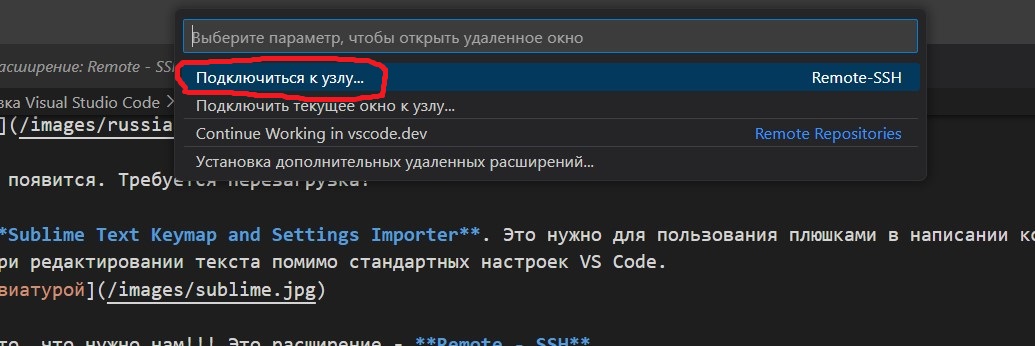 Выберите параметр, чтобы открыть удаленное окно
асширение: Remote - SS
Подключиться к узлу... Remote-SSH
вка Visual Studio Code
Подключить текущее окно к узлу...
](/images/russia
Continue Working in vscode.dev Remote Repositories
Установка дополнительных удаленных расширений...
появится. Требуется перезагрузка!
*Sublime Text Keymap and Settings Importer**. Это нужно для пользования плюшками в написании ко
ри редактировании текста помимо стандартных настроек VS Code.
виатурой](/images/sublime.jpg)
то, что нужно нам!!! Это расширение - **Remote - SSH**